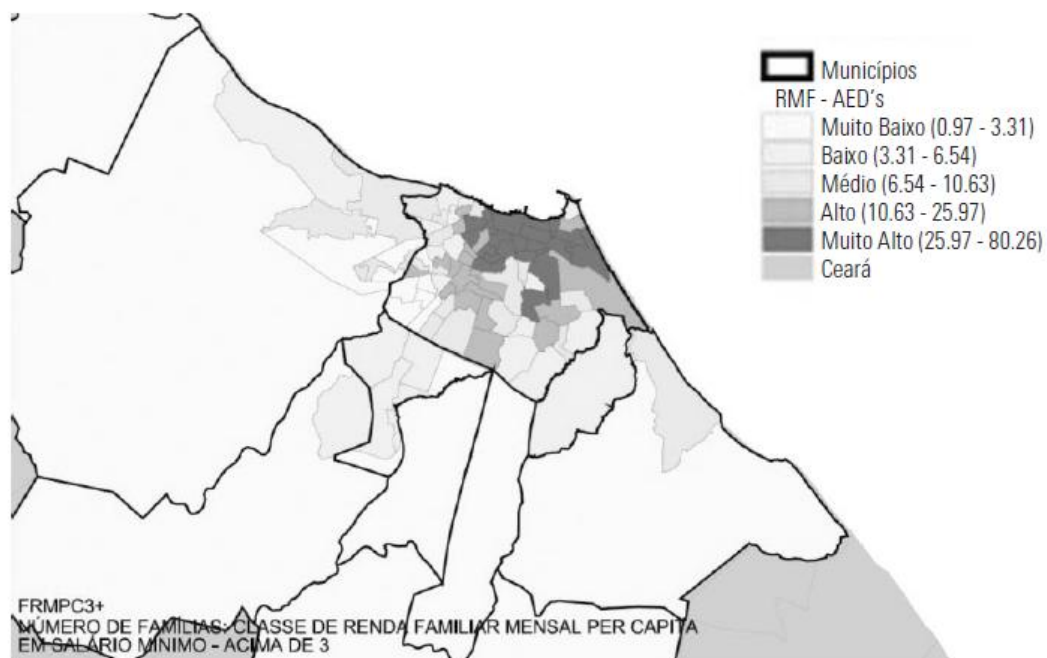 Municípios
RMF - AED's
Muito Baixo (0.97 - 3.31)
Baixo (3.31 - 6.54)
Médio (6.54 - 10.63)
Alto (10.63 - 25.97)
Muito Alto (25.97 - 80.26)
Ceará
FRMPC3+
NÚMERO DE FAMÍLIAS: CLASSE DE RENDA FAMILIAR MENSAL PER CAPITA
EM SALÁRIO MÍNIMO - ACIMA DE 3